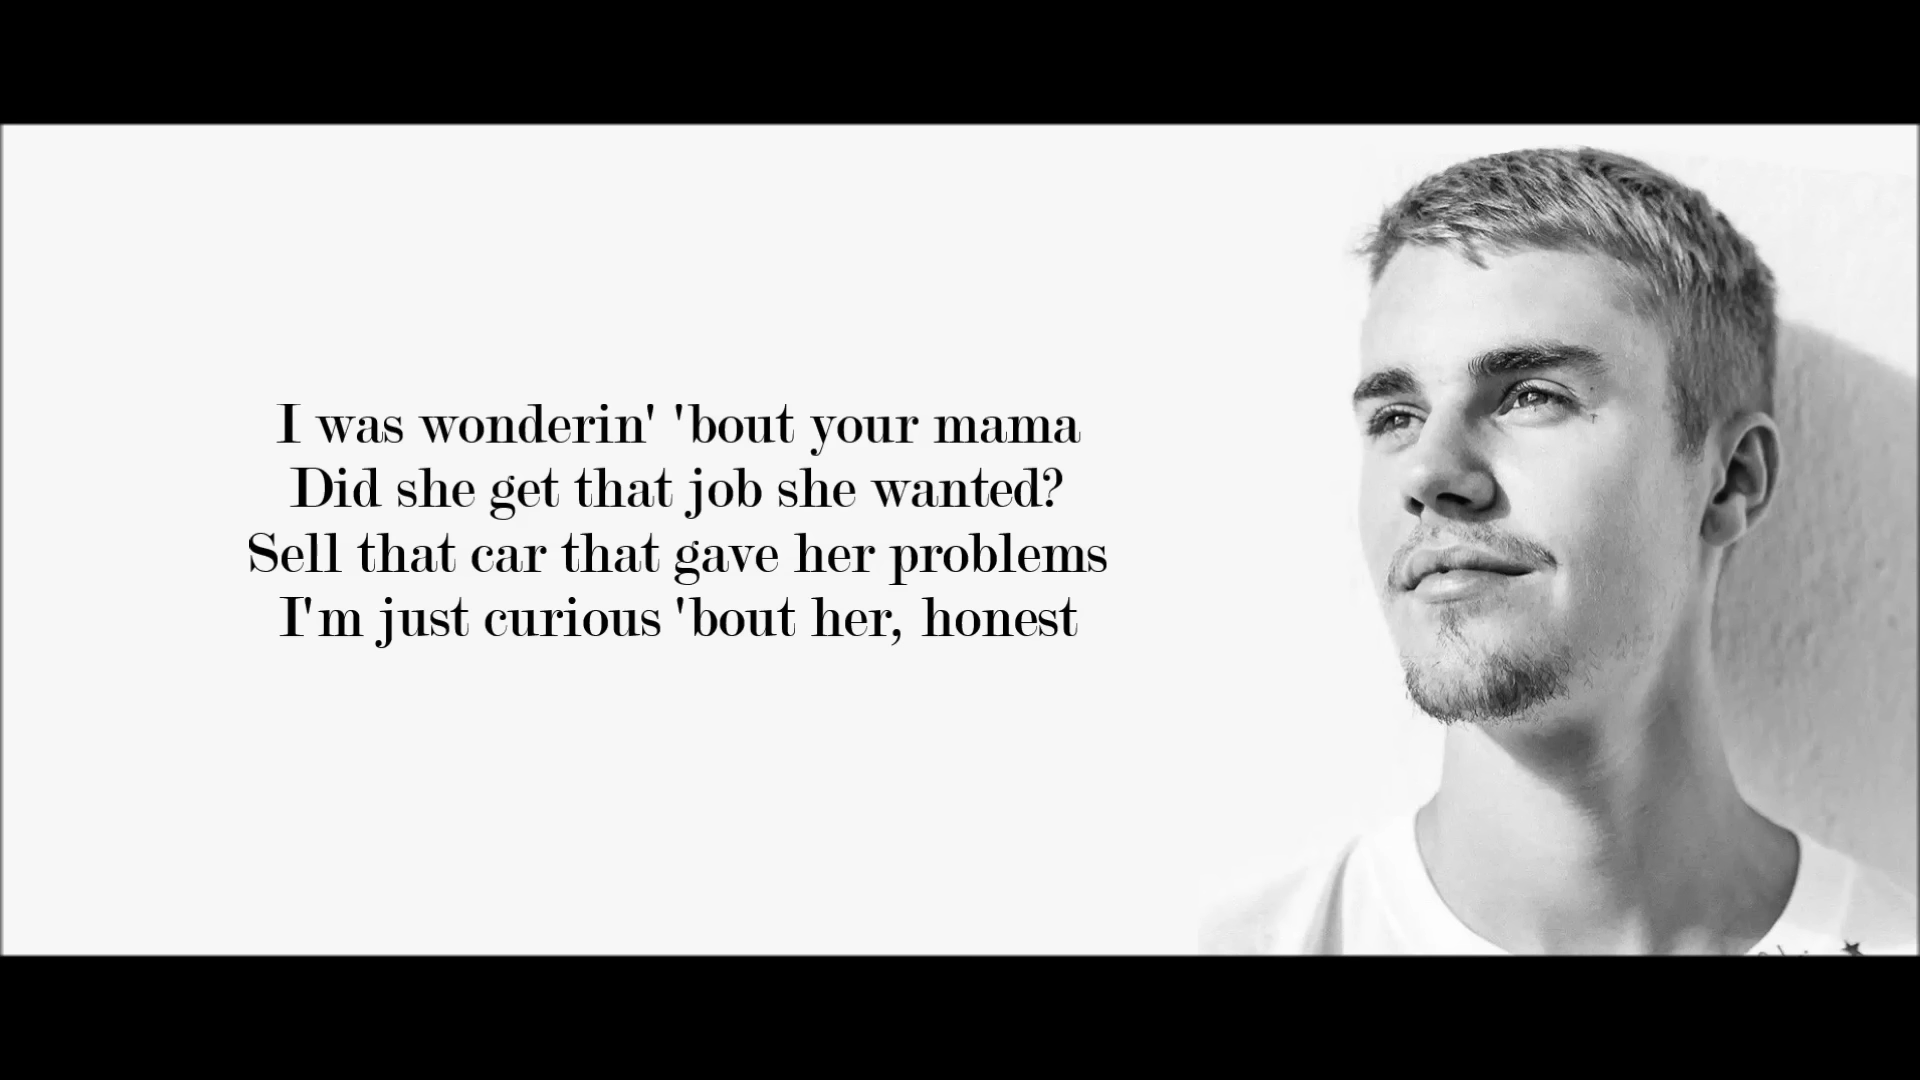 I was wonderin' 'bout your mama
Did she get that job she wanted?
Sell that car that gave her problems
I'm just curious 'bout her, honest